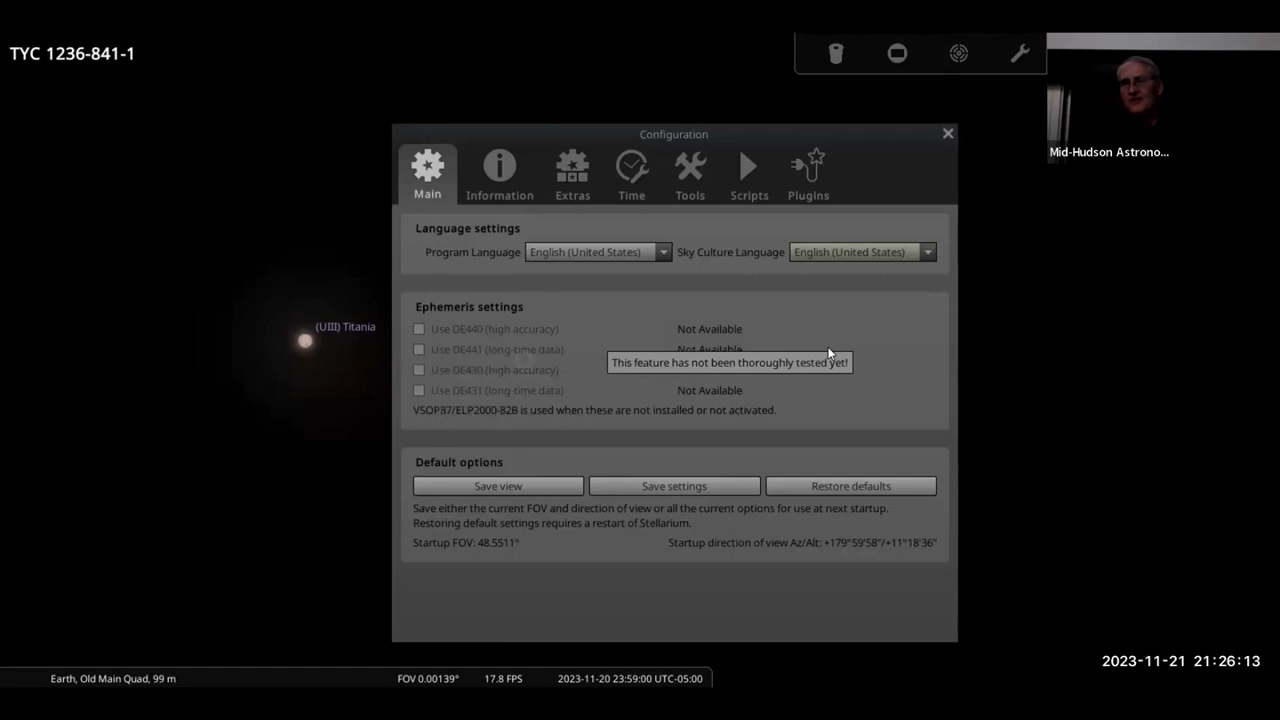 TYC 1236-841-1
Mid-Hudson Astrono...
Configuration
Main
Information
Extras
Time
Tools
Scripts
Plugins
Language settings
Program Language English (United States) Sky Culture Language English (United States)
Ephemeris settings
(UIII) Titania
Use DE440 (high accuracy) Not Available
Use DE441 (long-time data) Not Available
This feature has not been thoroughly tested yet!
Use DE430 (high accuracy)
Use DE431 (long-time data) Not Available
VSOP87/ELP2000-82B is used when these are not installed or not activated.
Default options
Save view Save settings Restore defaults
Save either the current FOV and direction of view or all the current options for use at next startup.
Restoring default settings requires a restart of Stellarium.
Startup FOV: 48.5511° Startup direction of view Az/Alt: +179°59'58"/+11°18'36"
2023-11-21 21:26:13
Earth, Old Main Quad, 99 m FOV 0.00139° 17.8 FPS 2023-11-20 23:59:00 UTC-05:00